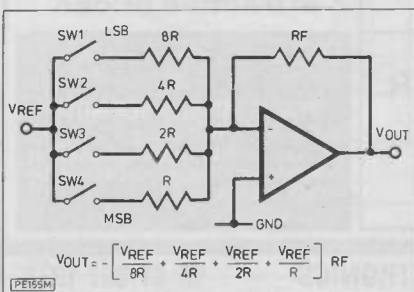 SW1 LSB 8R RF
SW2 4R
VREF
SW3 2R - VOUT
SW4 R +
MSB GND
VOUT = -[VREF/8R + VREF/4R + VREF/2R + VREF/R] RF
PE155M